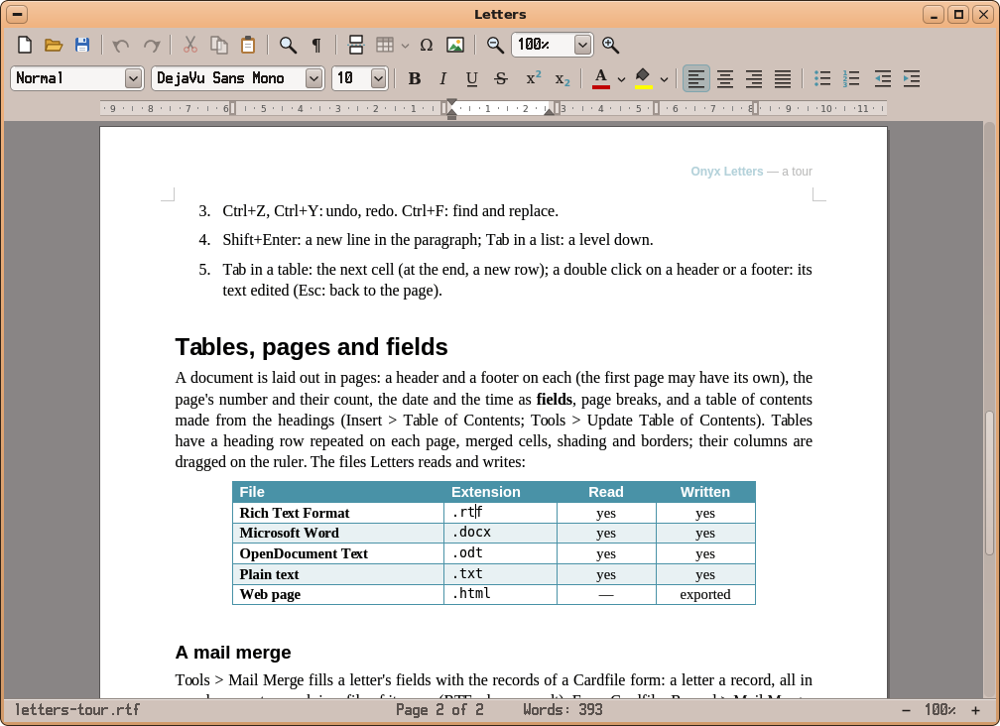 Letters
100%
Normal
DejaVu Sans Mono
10
9 8 7 6 5 4 3 2 1 1 2 3 4 5 6 7 8 9 10 11
Onyx Letters — a tour
3. Ctrl+Z, Ctrl+Y: undo, redo. Ctrl+F: find and replace.
4. Shift+Enter: a new line in the paragraph; Tab in a list: a level down.
5. Tab in a table: the next cell (at the end, a new row); a double click on a header or a footer: its
text edited (Esc: back to the page).
Tables, pages and fields
A document is laid out in pages: a header and a footer on each (the first page may have its own), the
page's number and their count, the date and the time as fields, page breaks, and a table of contents
made from the headings (Insert > Table of Contents; Tools > Update Table of Contents). Tables
have a heading row repeated on each page, merged cells, shading and borders; their columns are
dragged on the ruler. The files Letters reads and writes:
File Extension Read Written
Rich Text Format .rtf yes yes
Microsoft Word .docx yes yes
OpenDocument Text .odt yes yes
Plain text .txt yes yes
Web page .html — exported
A mail merge
Tools > Mail Merge fills a letter's fields with the records of a Cardfile form: a letter a record, all in
letters-tour.rtf Page 2 of 2 Words: 393 − 100% +